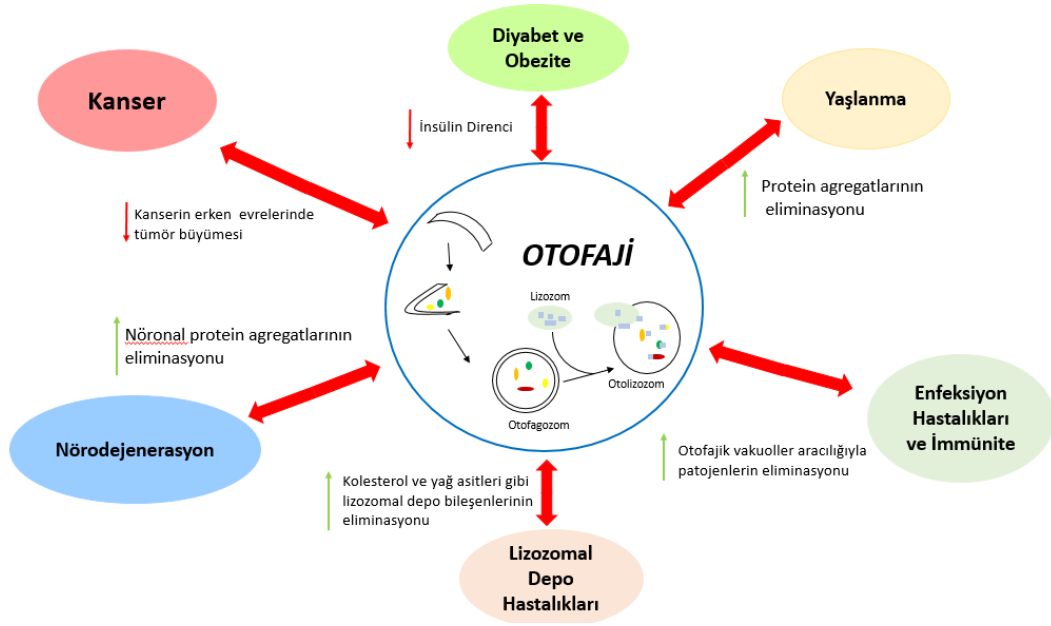 Diyabet ve
Obezite
Kanser
Yaşlanma
İnsülin Direnci
Protein agregatlarının
eliminasyonu
Kanserin erken evrelerinde
tümör büyümesi
OTOFAJİ
Lizozom
Otolizozom
Otofagozom
Nöronal protein agregatlarının
eliminasyonu
Nörodejenerasyon
Enfeksiyon
Hastalıkları
ve İmmünite
Otofajik vakuoller aracılığıyla
patojenlerin eliminasyonu
Kolesterol ve yağ asitleri gibi
lizozomal depo bileşenlerinin
eliminasyonu
Lizozomal
Depo
Hastalıkları